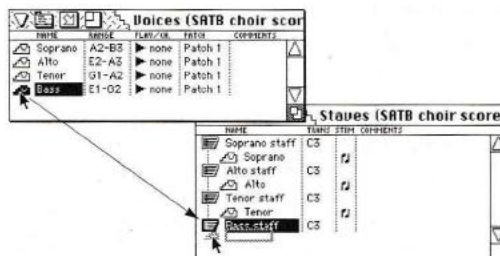 Voices (SATB choir scor
NAME RANGE PLAY/CH. PATCH COMMENTS
Soprano A2-B3 none Patch 1
Alto E2-A3 none Patch 1
Tenor G1-A2 none Patch 1
Bass E1-G2 none Patch 1
Staves (SATB choir score
NAME TRANS STEM COMMENTS
Soprano staff C3
Soprano
Alto staff C3
Alto
Tenor staff C3
Tenor
Bass staff C3